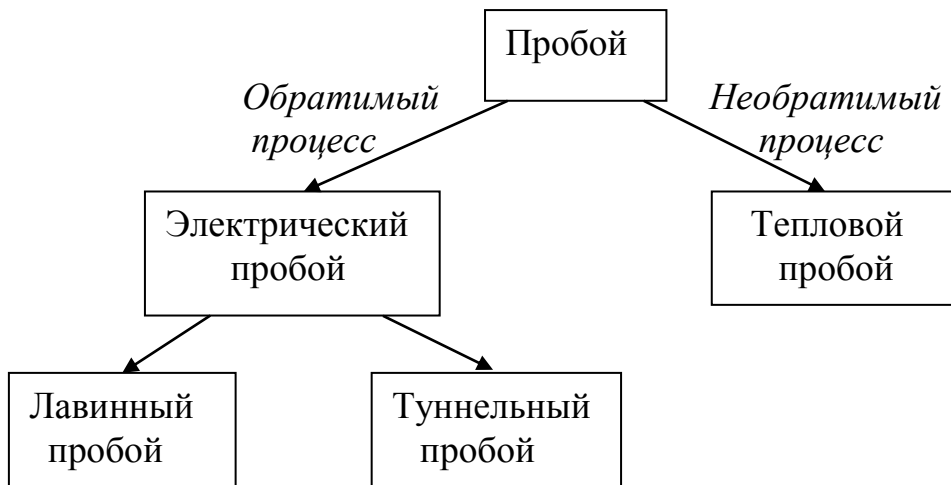 Пробой
Обратимый
процесс
Необратимый
процесс
Электрический
пробой
Тепловой
пробой
Лавинный
пробой
Туннельный
пробой